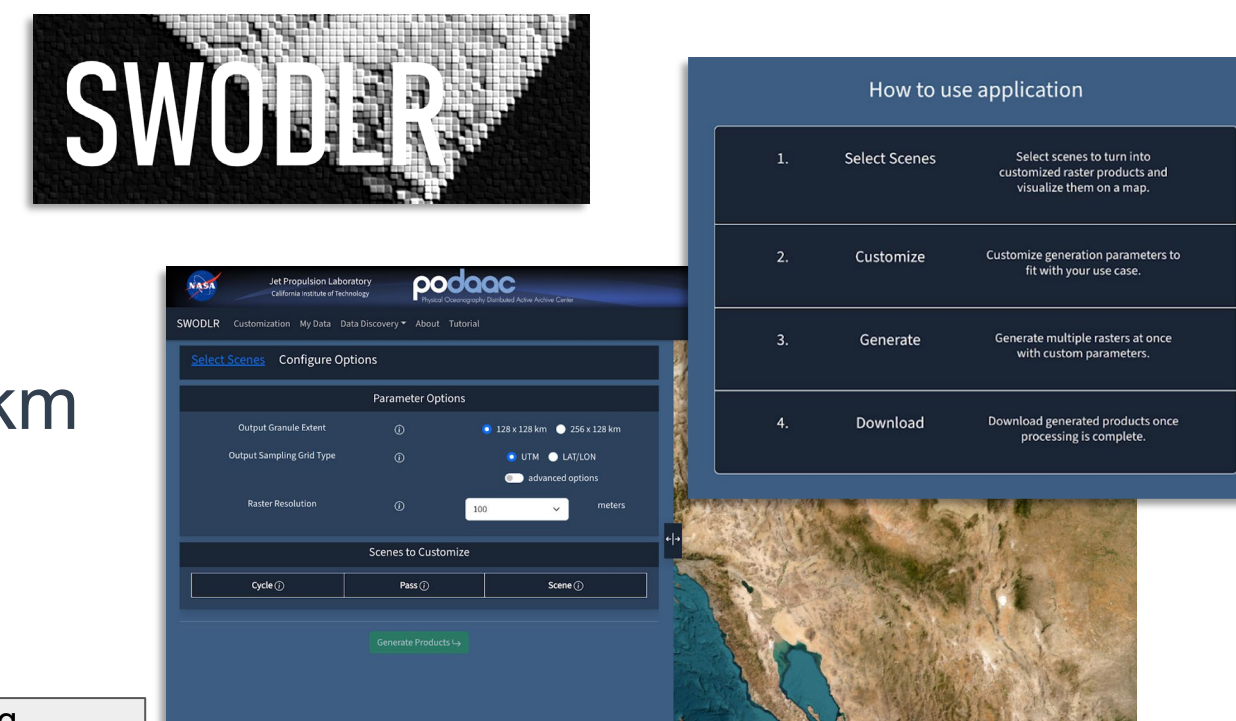 SWODLR
How to use application
1. Select Scenes Select scenes to turn into
customized raster products and
visualize them on a map.
2. Customize Customize generation parameters to
fit with your use case.
3. Generate Generate multiple rasters at once
with custom parameters.
4. Download Download generated products once
processing is complete.
km
NASA
Jet Propulsion Laboratory
California Institute of Technology
podaac
Physical Oceanography Distributed Active Archive Center
SWODLR Customization My Data Data Discovery About Tutorial
Select Scenes Configure Options
Parameter Options
Output Granule Extent 128 x 128 km 256 x 128 km
Output Sampling Grid Type UTM LAT/LON
advanced options
Raster Resolution 100 meters
Scenes to Customize
Cycle Pass Scene
Generate Products